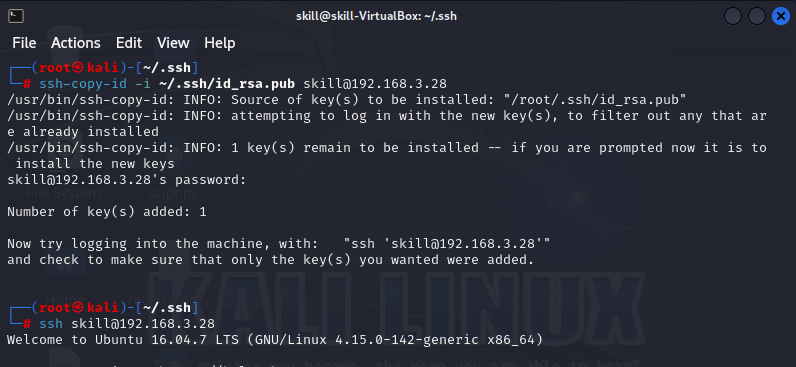 skill@skill-VirtualBox: ~/.ssh
File Actions Edit View Help
┌──(root㉿kali)-[~/.ssh]
└─# ssh-copy-id -i ~/.ssh/id_rsa.pub skill@192.168.3.28
/usr/bin/ssh-copy-id: INFO: Source of key(s) to be installed: "/root/.ssh/id_rsa.pub"
/usr/bin/ssh-copy-id: INFO: attempting to log in with the new key(s), to filter out any that ar
e already installed
/usr/bin/ssh-copy-id: INFO: 1 key(s) remain to be installed -- if you are prompted now it is to
install the new keys
skill@192.168.3.28's password:
File System
Number of key(s) added: 1
Now try logging into the machine, with: "ssh 'skill@192.168.3.28'"
and check to make sure that only the key(s) you wanted were added.
KALI LINUX
┌──(root㉿kali)-[~/.ssh]
└─# ssh skill@192.168.3.28
Welcome to Ubuntu 16.04.7 LTS (GNU/Linux 4.15.0-142-generic x86_64)